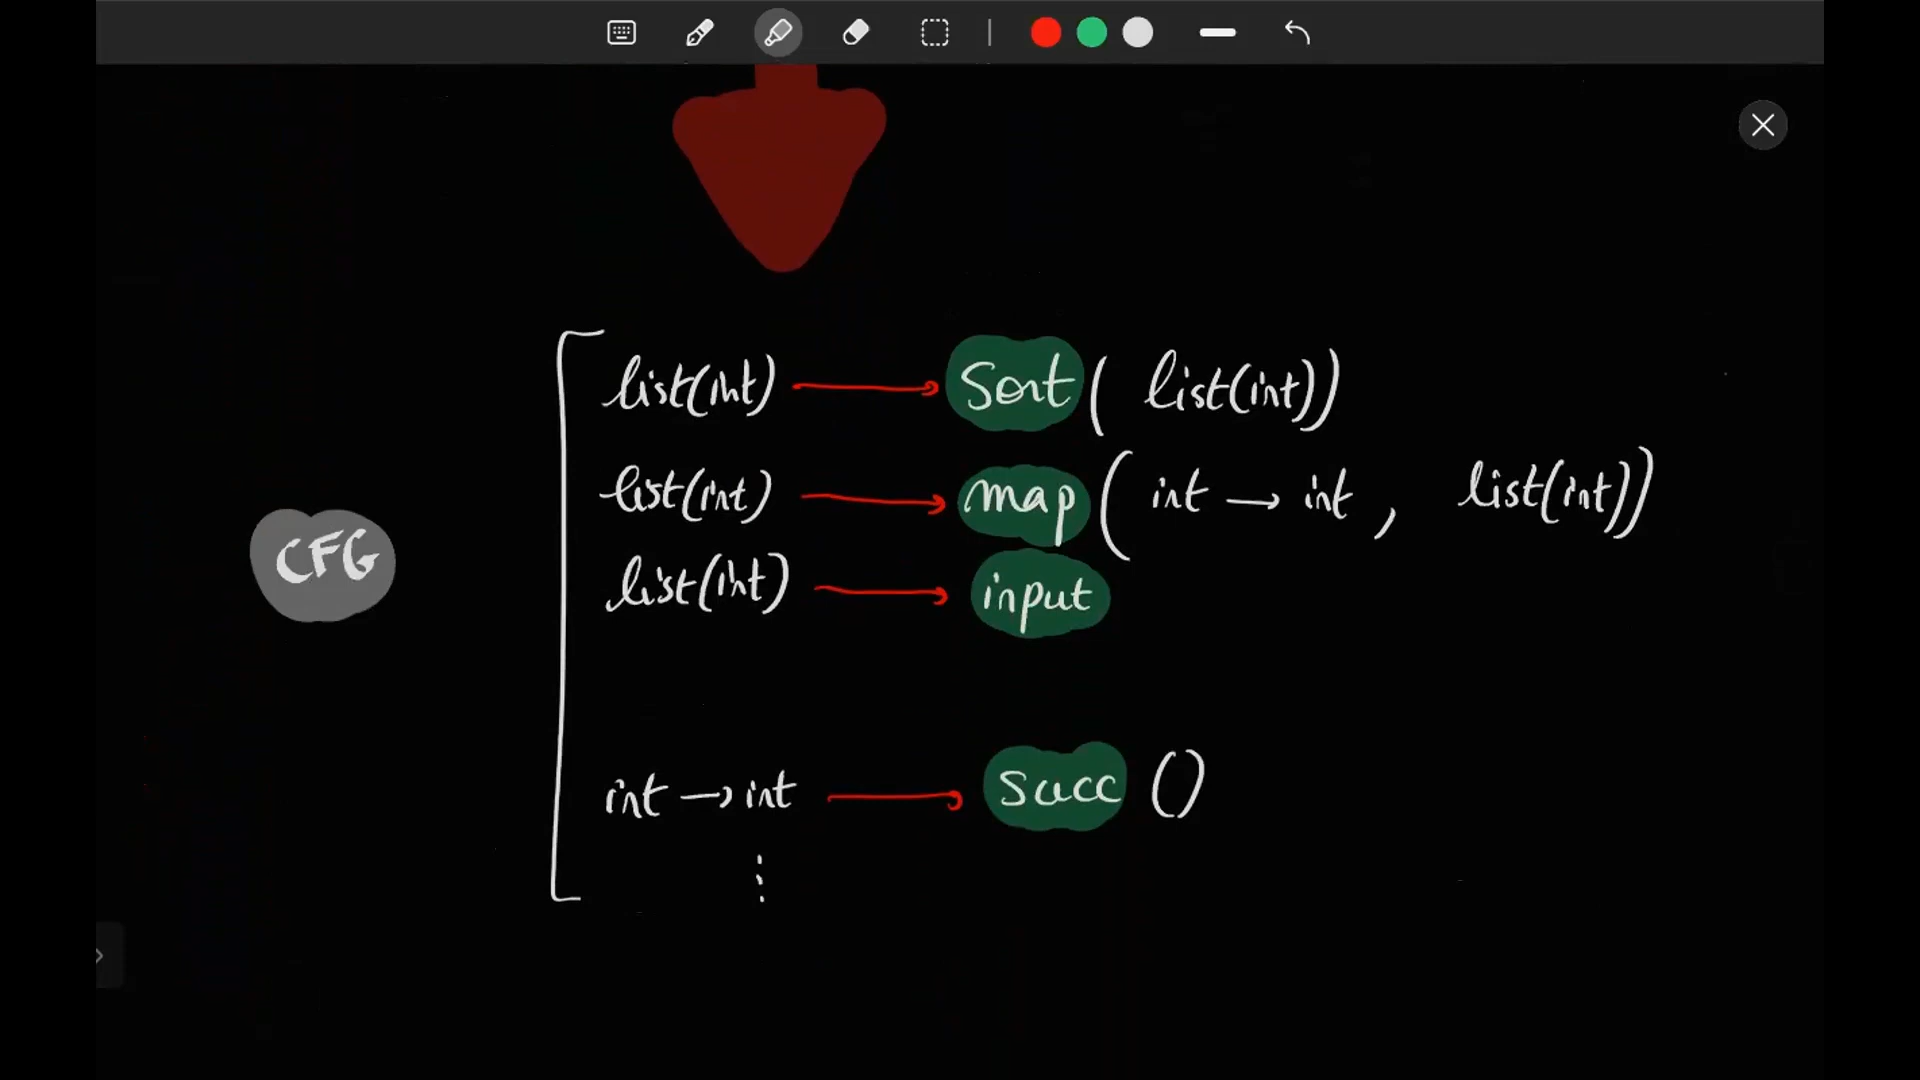 list(int) → Sort( list(int))
list(int) → map( int → int , list(int))
CFG
list(int) → input
int → int → Succ ()
⋮